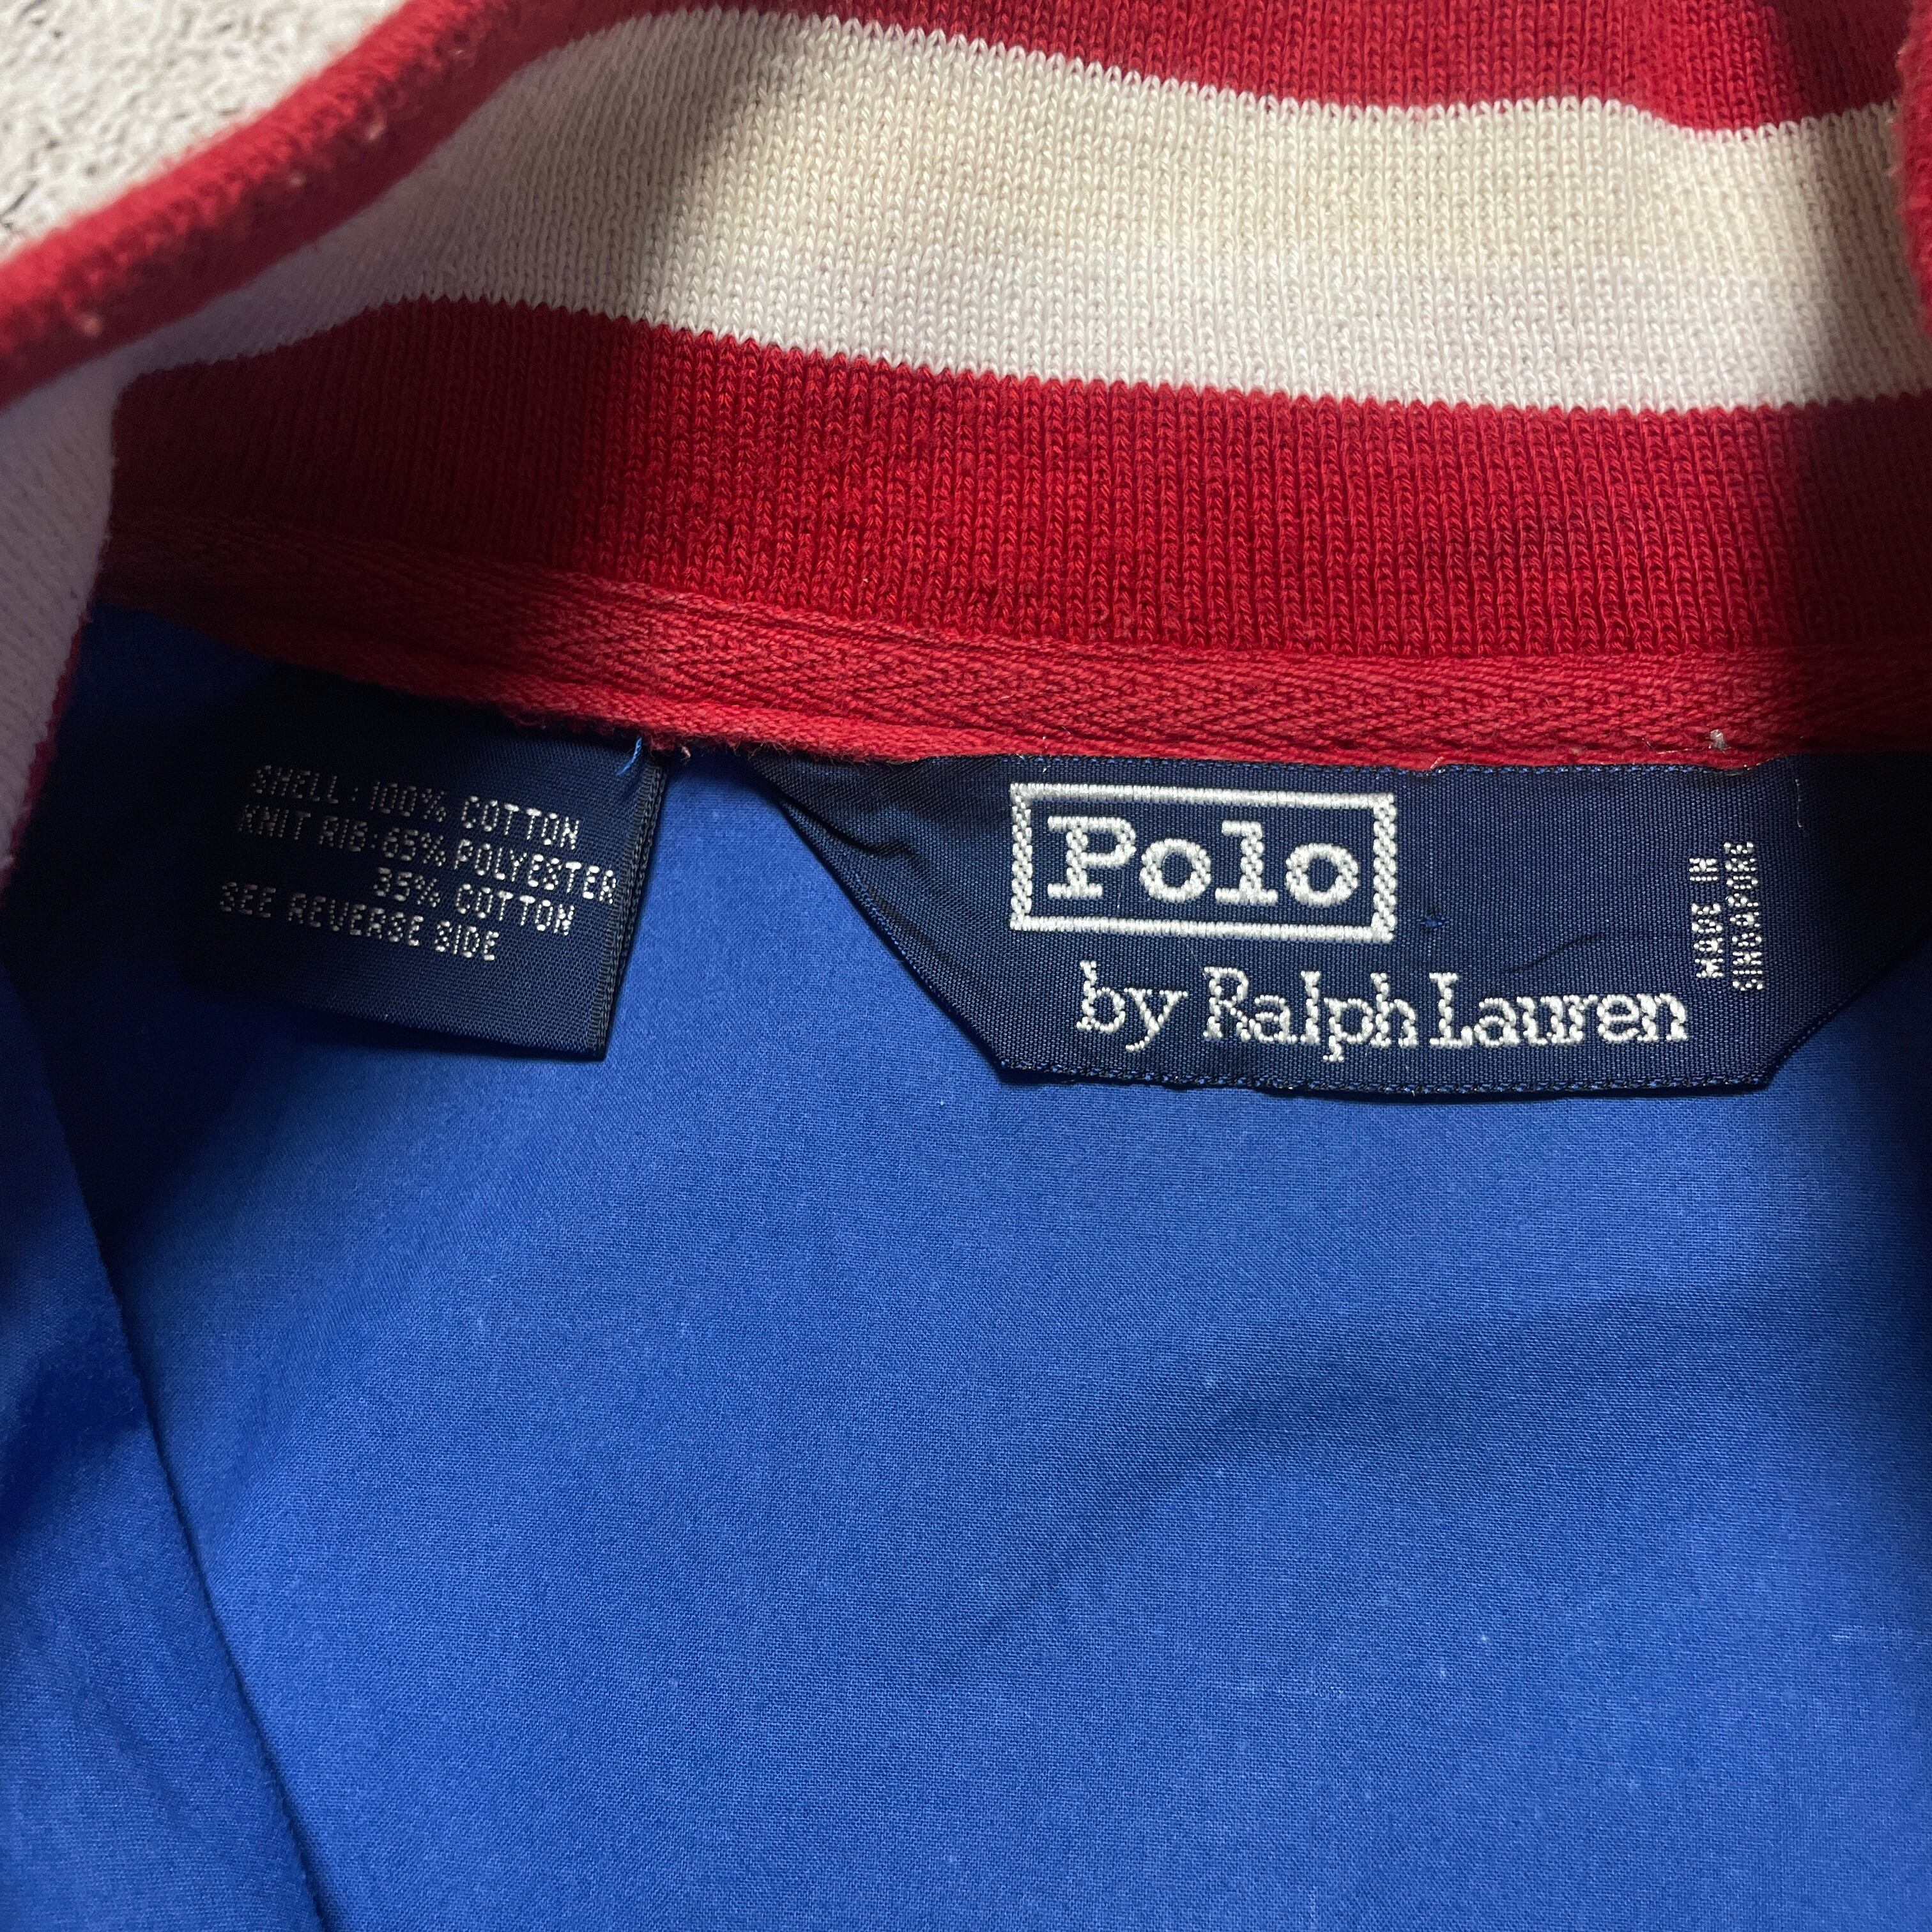 SHELL: 100% COTTON
KNIT RIB: 65% POLYESTER
35% COTTON
SEE REVERSE SIDE
Polo
by Ralph Lauren
MADE IN
SINGAPORE